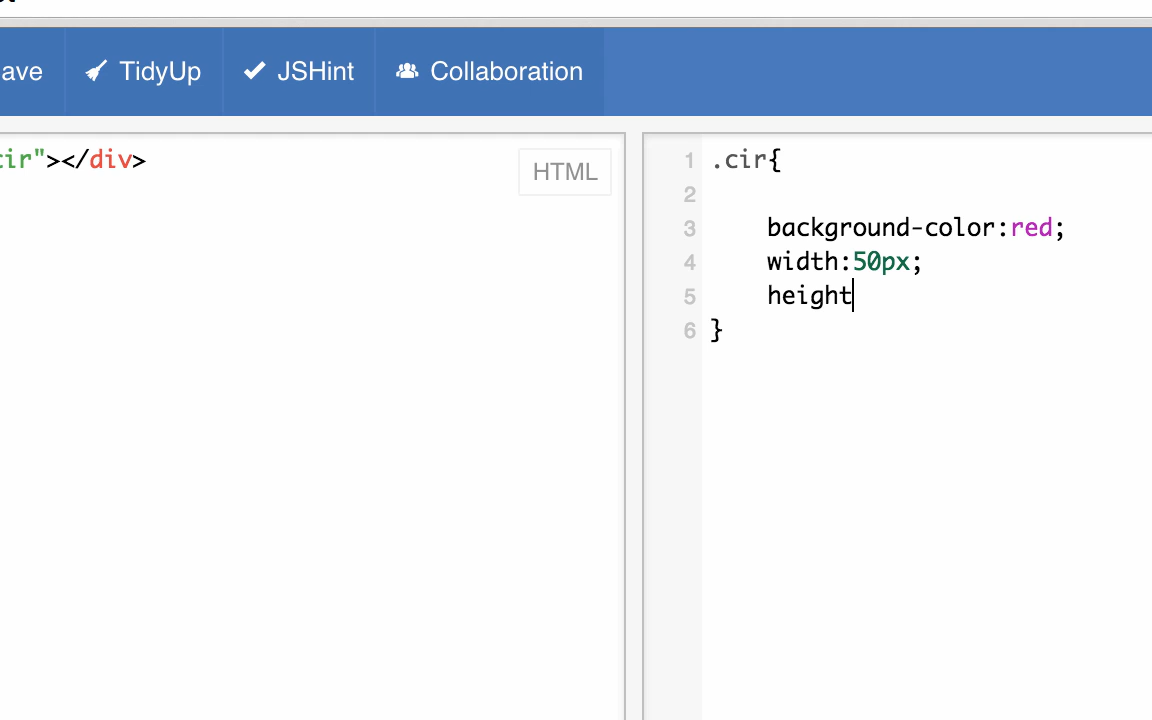 ave TidyUp JSHint Collaboration
cir"></div>
HTML
1 .cir{
2
3 background-color:red;
4 width:50px;
5 height
6 }